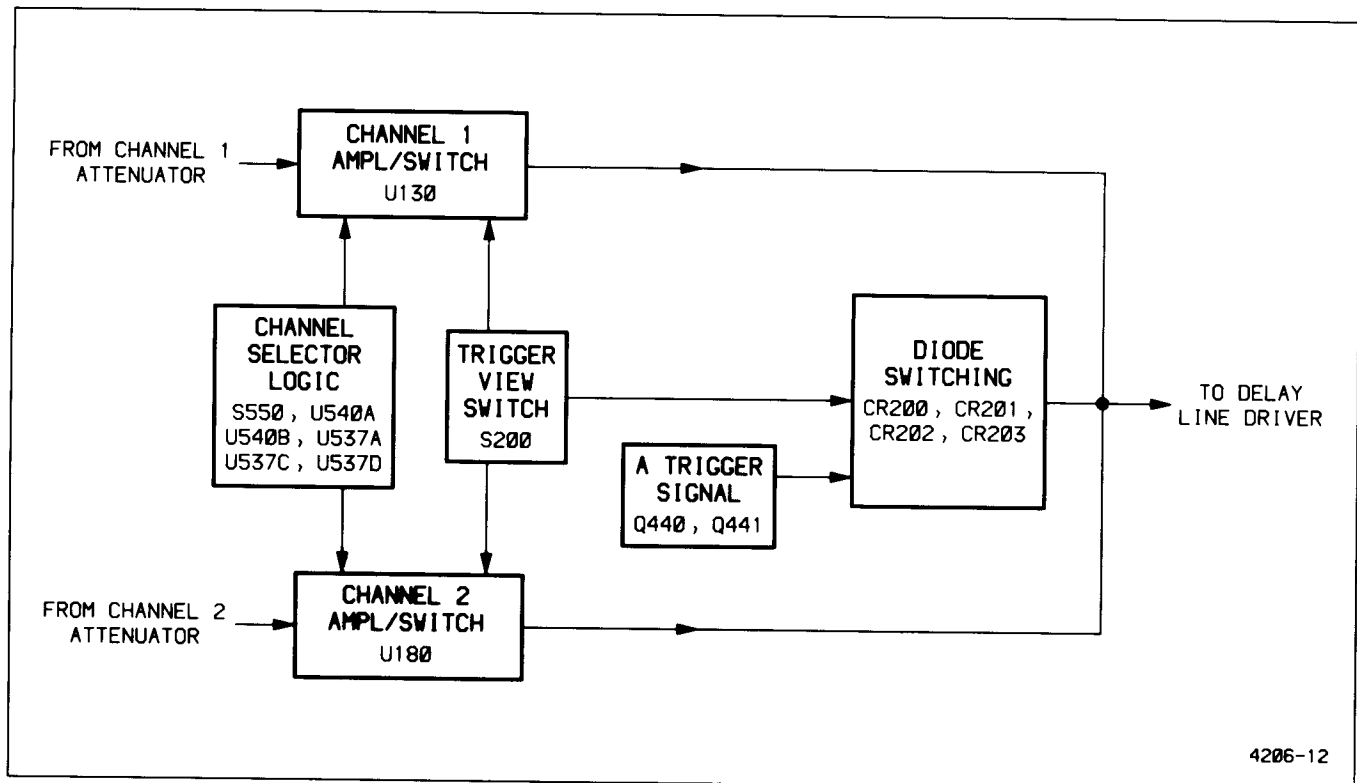 FROM CHANNEL 1
ATTENUATOR
CHANNEL 1
AMPL/SWITCH
U130
CHANNEL
SELECTOR
LOGIC
S550, U540A
U540B, U537A
U537C, U537D
TRIGGER
VIEW
SWITCH
S200
A TRIGGER
SIGNAL
Q440, Q441
DIODE
SWITCHING
CR200, CR201,
CR202, CR203
TO DELAY
LINE DRIVER
FROM CHANNEL 2
ATTENUATOR
CHANNEL 2
AMPL/SWITCH
U180
4206-12